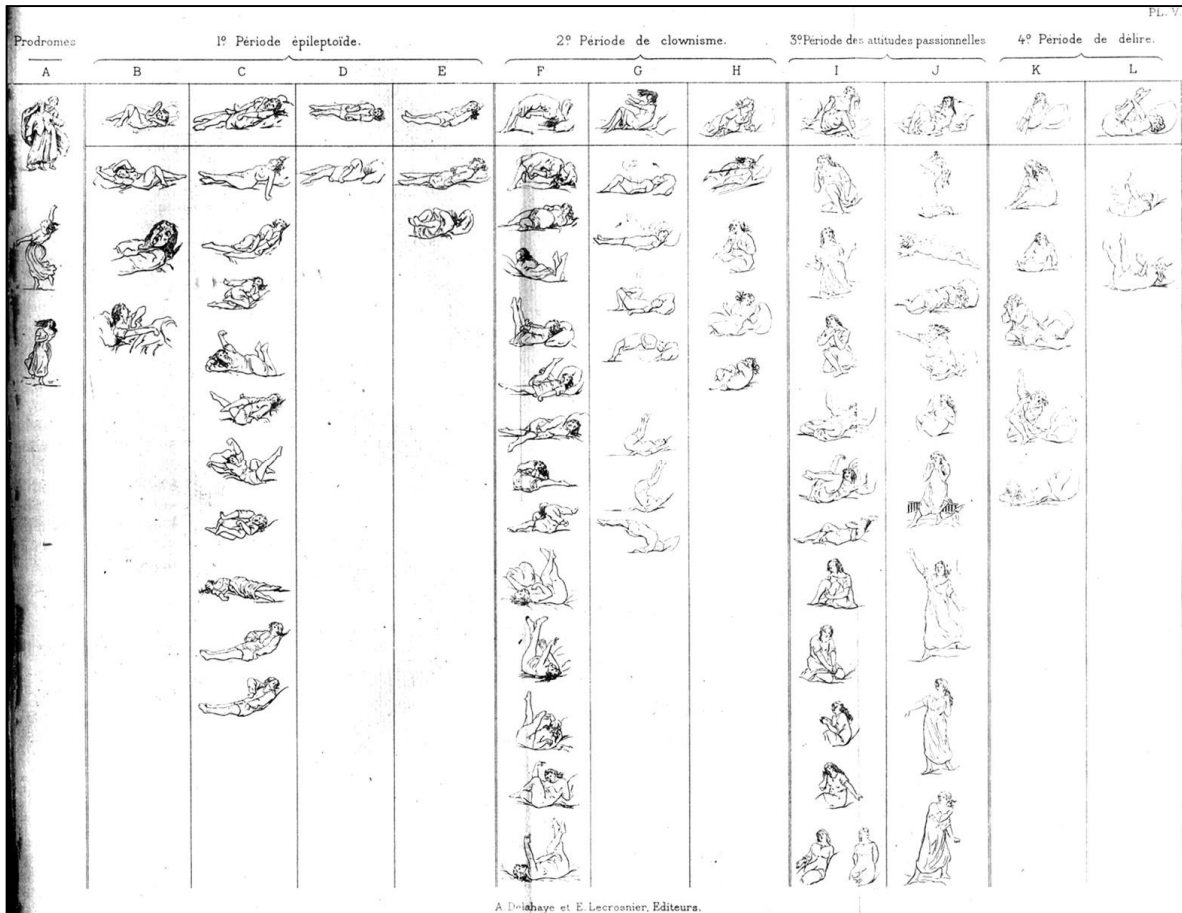 PL. V.
Prodromes 1º Période épileptoïde. 2º Période de clownisme. 3º Période des attitudes passionnelles 4º Période de délire.
A B C D E F G H I J K L
A. Delahaye et E. Lecrosnier, Editeurs.